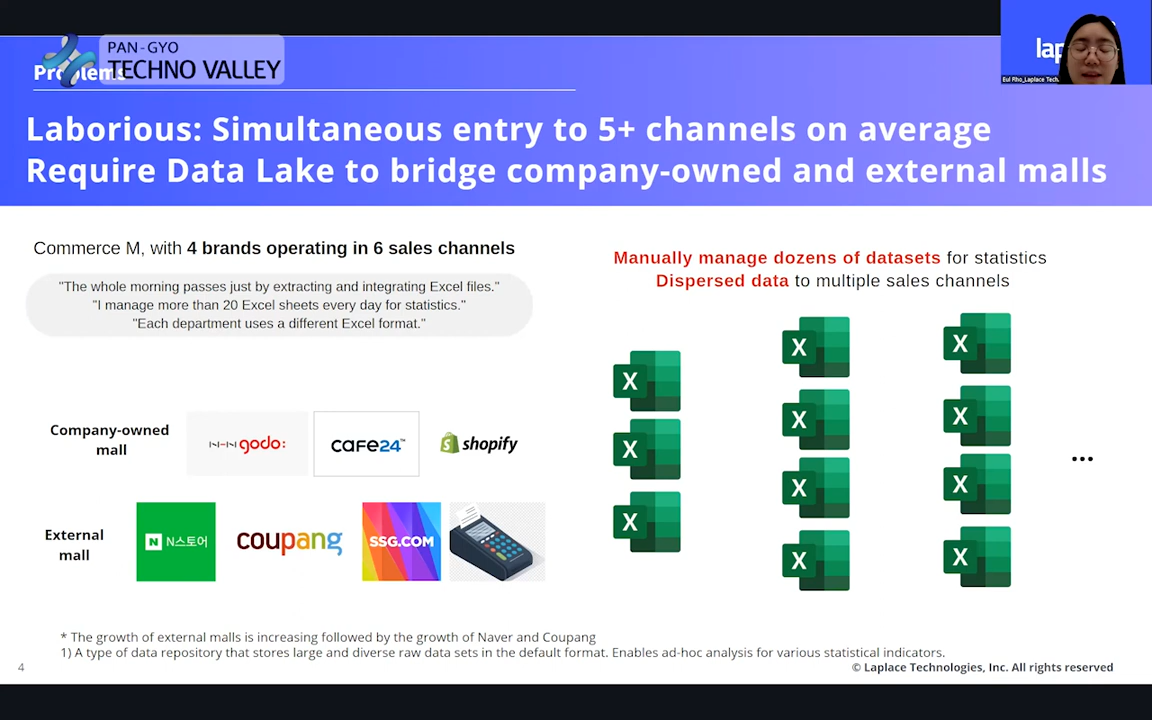 PAN-GYO
TECHNO VALLEY
Problems
Eul Rho_Laplace Tech
Laborious: Simultaneous entry to 5+ channels on average
Require Data Lake to bridge company-owned and external malls
Commerce M, with 4 brands operating in 6 sales channels
"The whole morning passes just by extracting and integrating Excel files."
"I manage more than 20 Excel sheets every day for statistics."
"Each department uses a different Excel format."
Manually manage dozens of datasets for statistics
Dispersed data to multiple sales channels
Company-owned
mall
NHN godo:
cafe24™
shopify
External
mall
N N스토어
coupang
SSG.COM
X
X
X
X
X
X
X
X
X
X
X
...
* The growth of external malls is increasing followed by the growth of Naver and Coupang
1) A type of data repository that stores large and diverse raw data sets in the default format. Enables ad-hoc analysis for various statistical indicators.
4
© Laplace Technologies, Inc. All rights reserved